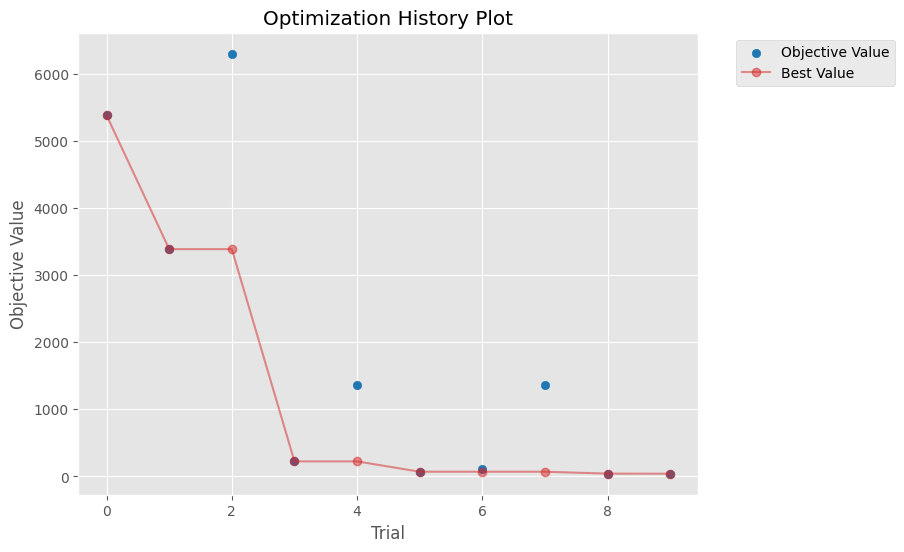 Optimization History Plot
Objective Value
Best Value
Objective Value
6000
5000
4000
3000
2000
1000
0
0 2 4 6 8
Trial